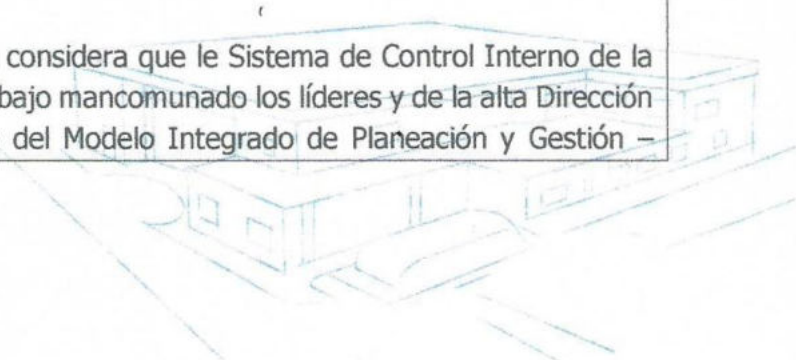 considera que le Sistema de Control Interno de la
bajo mancomunado los líderes y de la alta Dirección
del Modelo Integrado de Planeación y Gestión –